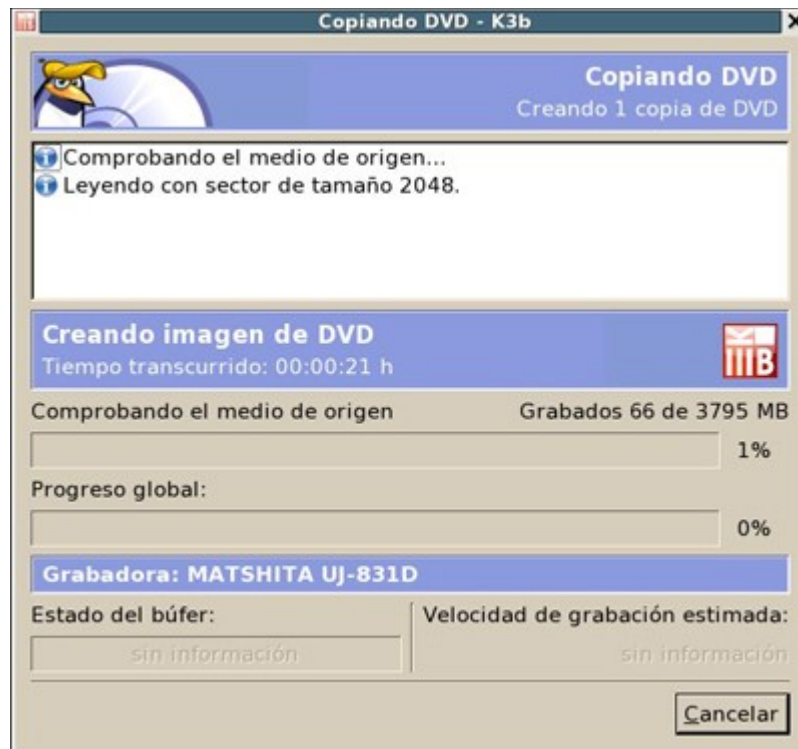 Copiando DVD - K3b
Copiando DVD
Creando 1 copia de DVD
Comprobando el medio de origen...
Leyendo con sector de tamaño 2048.
Creando imagen de DVD
Tiempo transcurrido: 00:00:21 h
Comprobando el medio de origen Grabados 66 de 3795 MB
1%
Progreso global:
0%
Grabadora: MATSHITA UJ-831D
Estado del búfer: Velocidad de grabación estimada:
sin información sin información
Cancelar